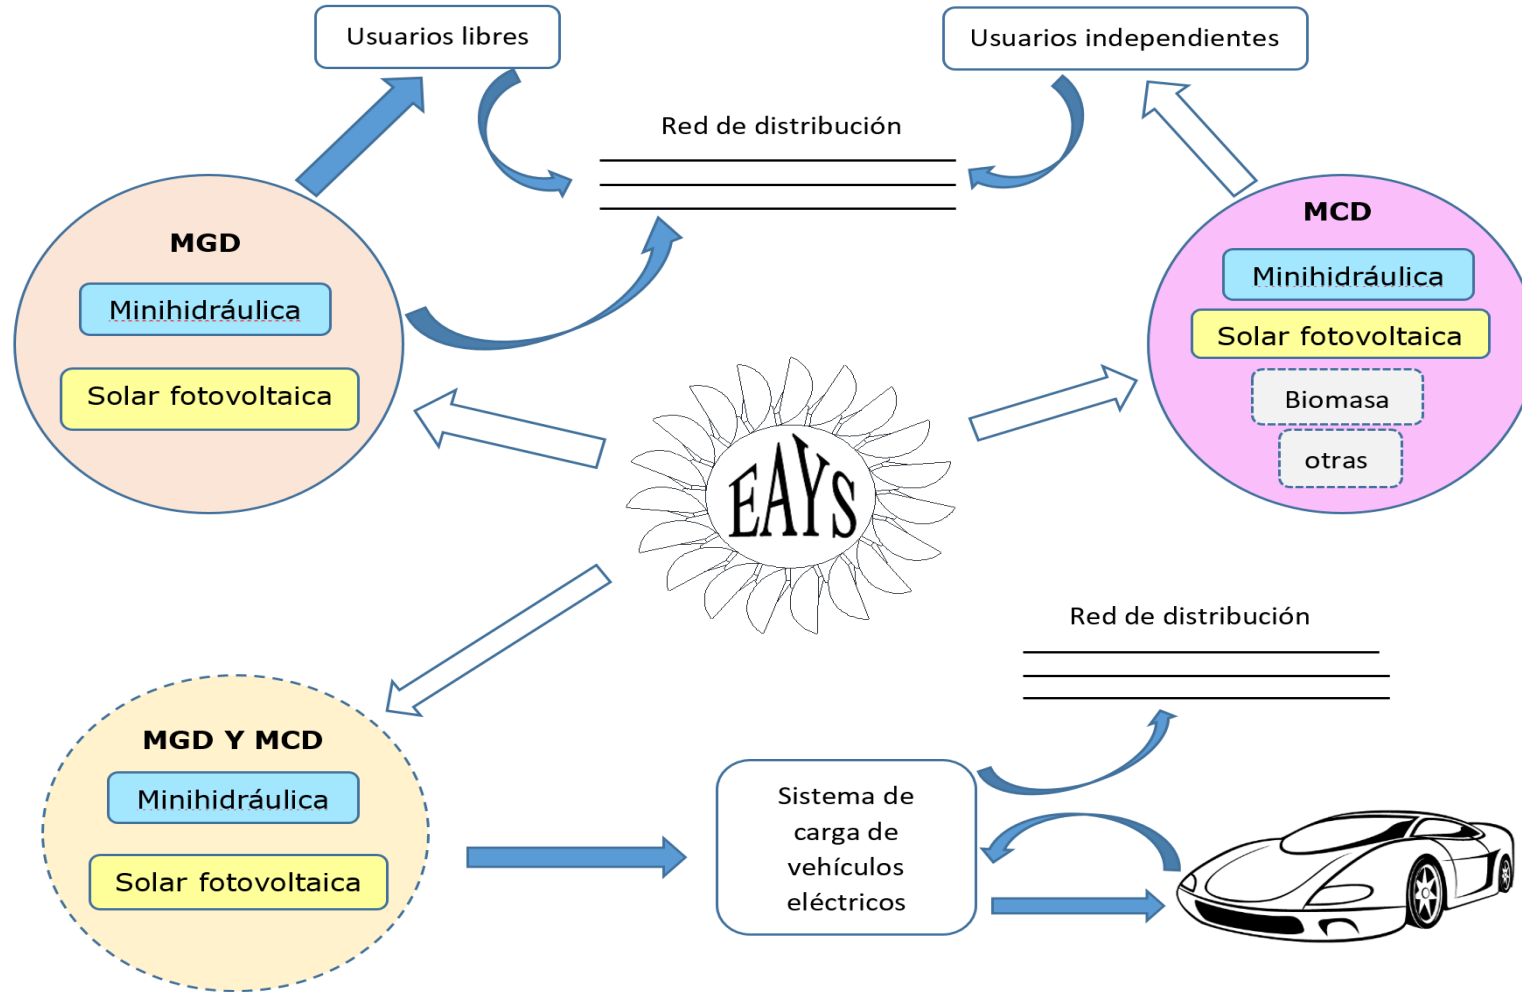 Usuarios libres
Usuarios independientes
Red de distribución
MGD
Minihidráulica
Solar fotovoltaica
MCD
Minihidráulica
Solar fotovoltaica
Biomasa
otras
EAYS
Red de distribución
MGD Y MCD
Minihidráulica
Solar fotovoltaica
Sistema de
carga de
vehículos
eléctricos